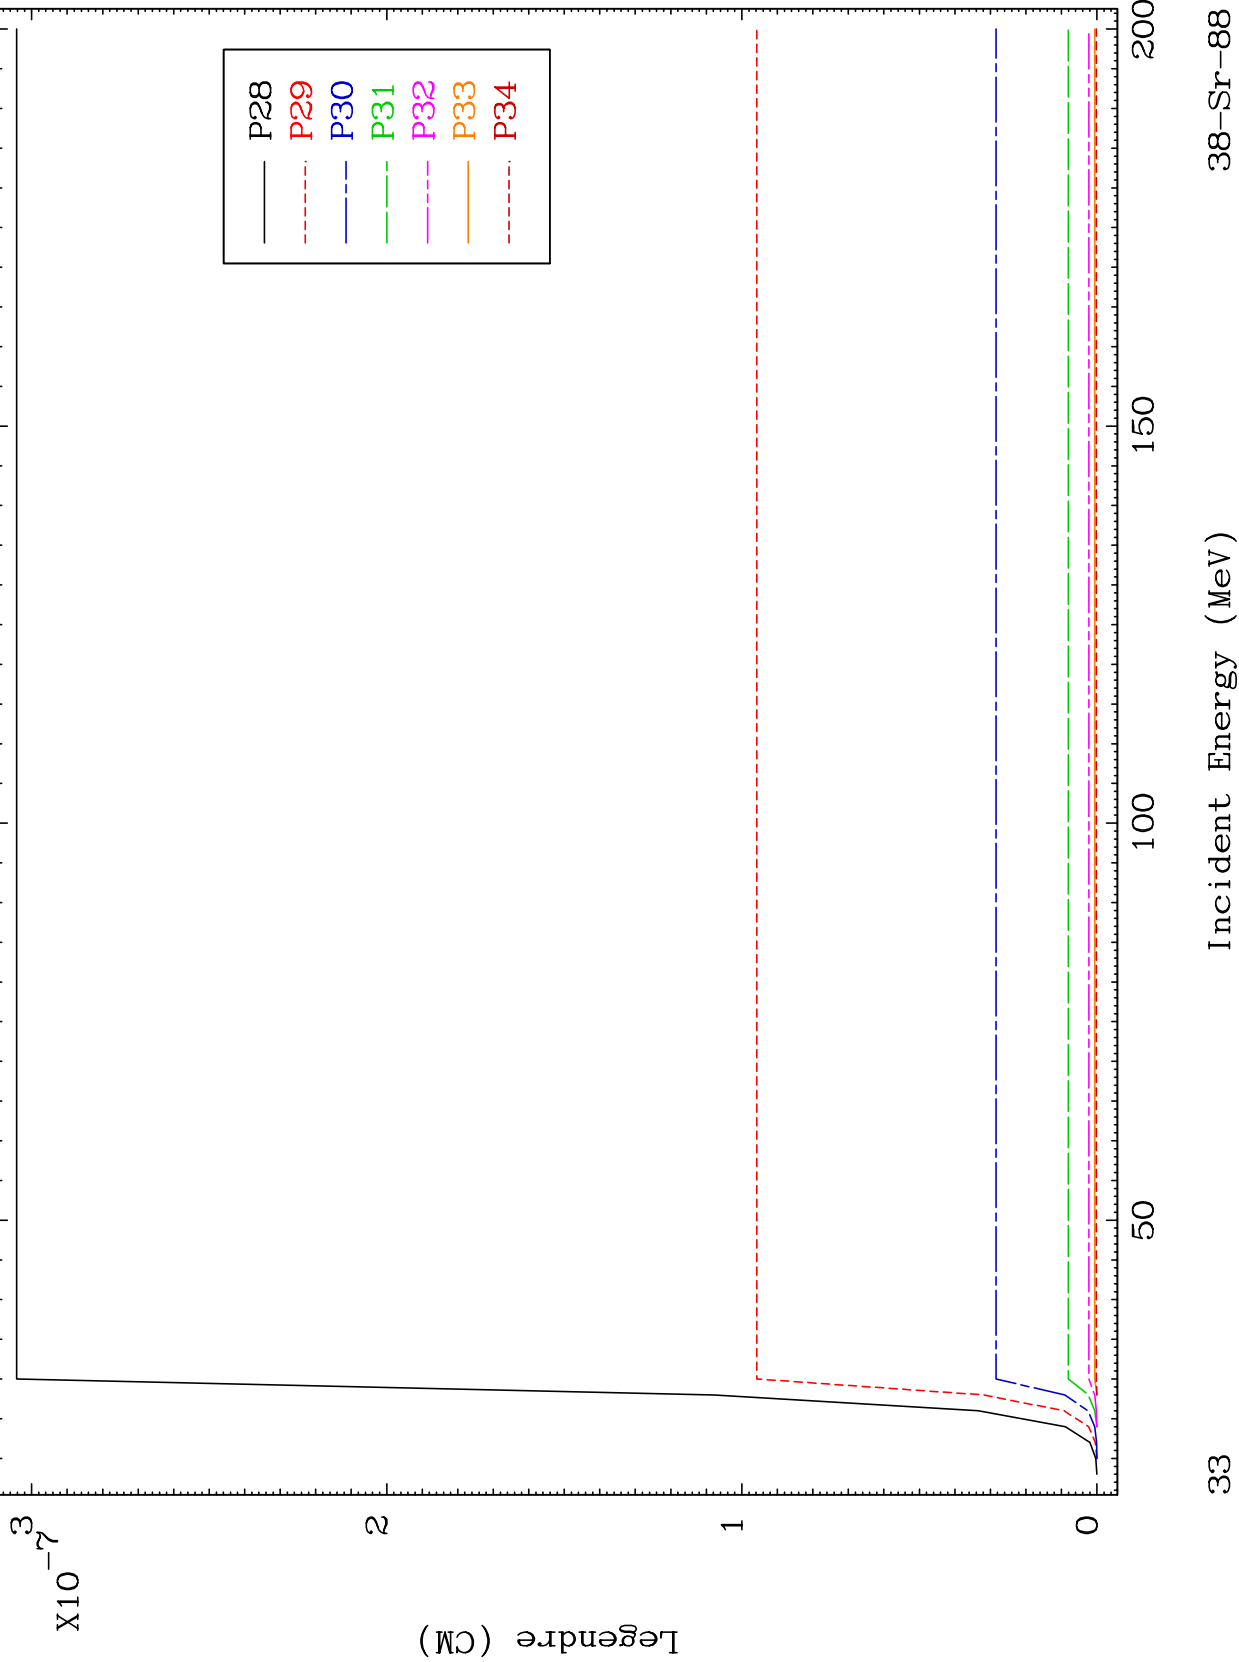 X10-7
3
2
1
0
Legendre (CM)
P28
P29
P30
P31
P32
P33
P34
50
100
150
200
Incident Energy (MeV)
33
38-Sr-88